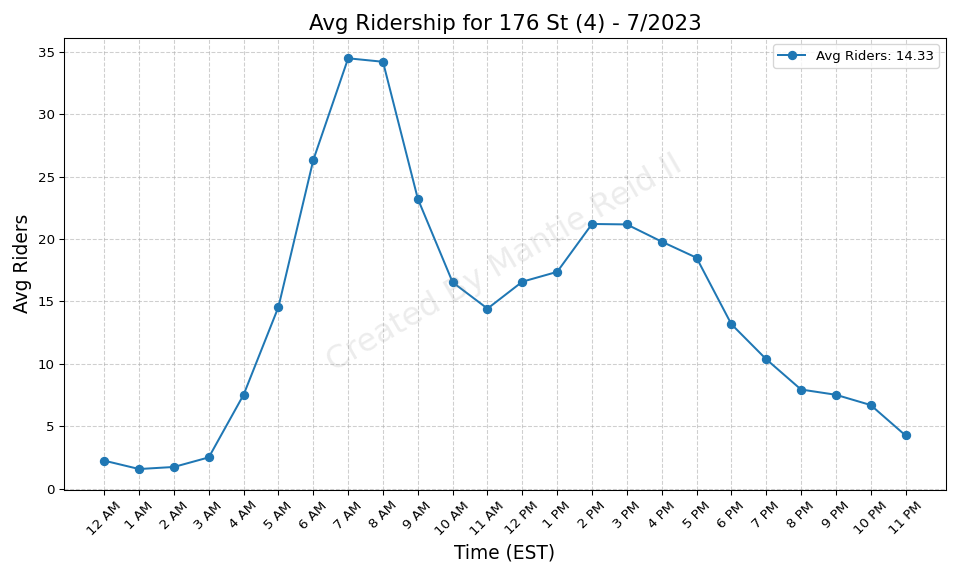 Avg Ridership for 176 St (4) - 7/2023
Avg Riders: 14.33
Avg Riders
35
30
25
20
15
10
5
0
Created By Mantie Reid II
12 AM
1 AM
2 AM
3 AM
4 AM
5 AM
6 AM
7 AM
8 AM
9 AM
10 AM
11 AM
12 PM
1 PM
2 PM
3 PM
4 PM
5 PM
6 PM
7 PM
8 PM
9 PM
10 PM
11 PM
Time (EST)